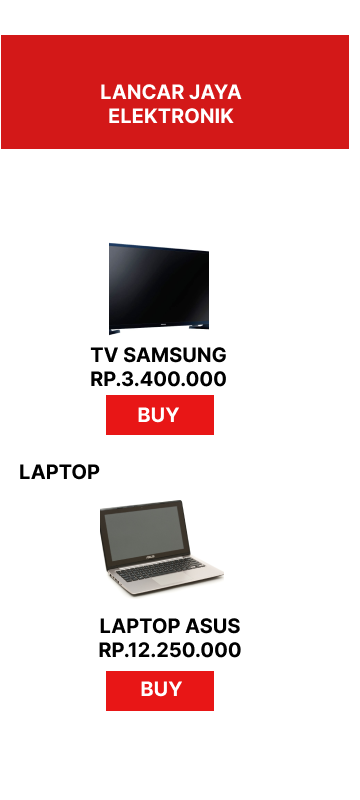 LANCAR JAYA
ELEKTRONIK
TV SAMSUNG
RP.3.400.000
BUY
LAPTOP
LAPTOP ASUS
RP.12.250.000
BUY